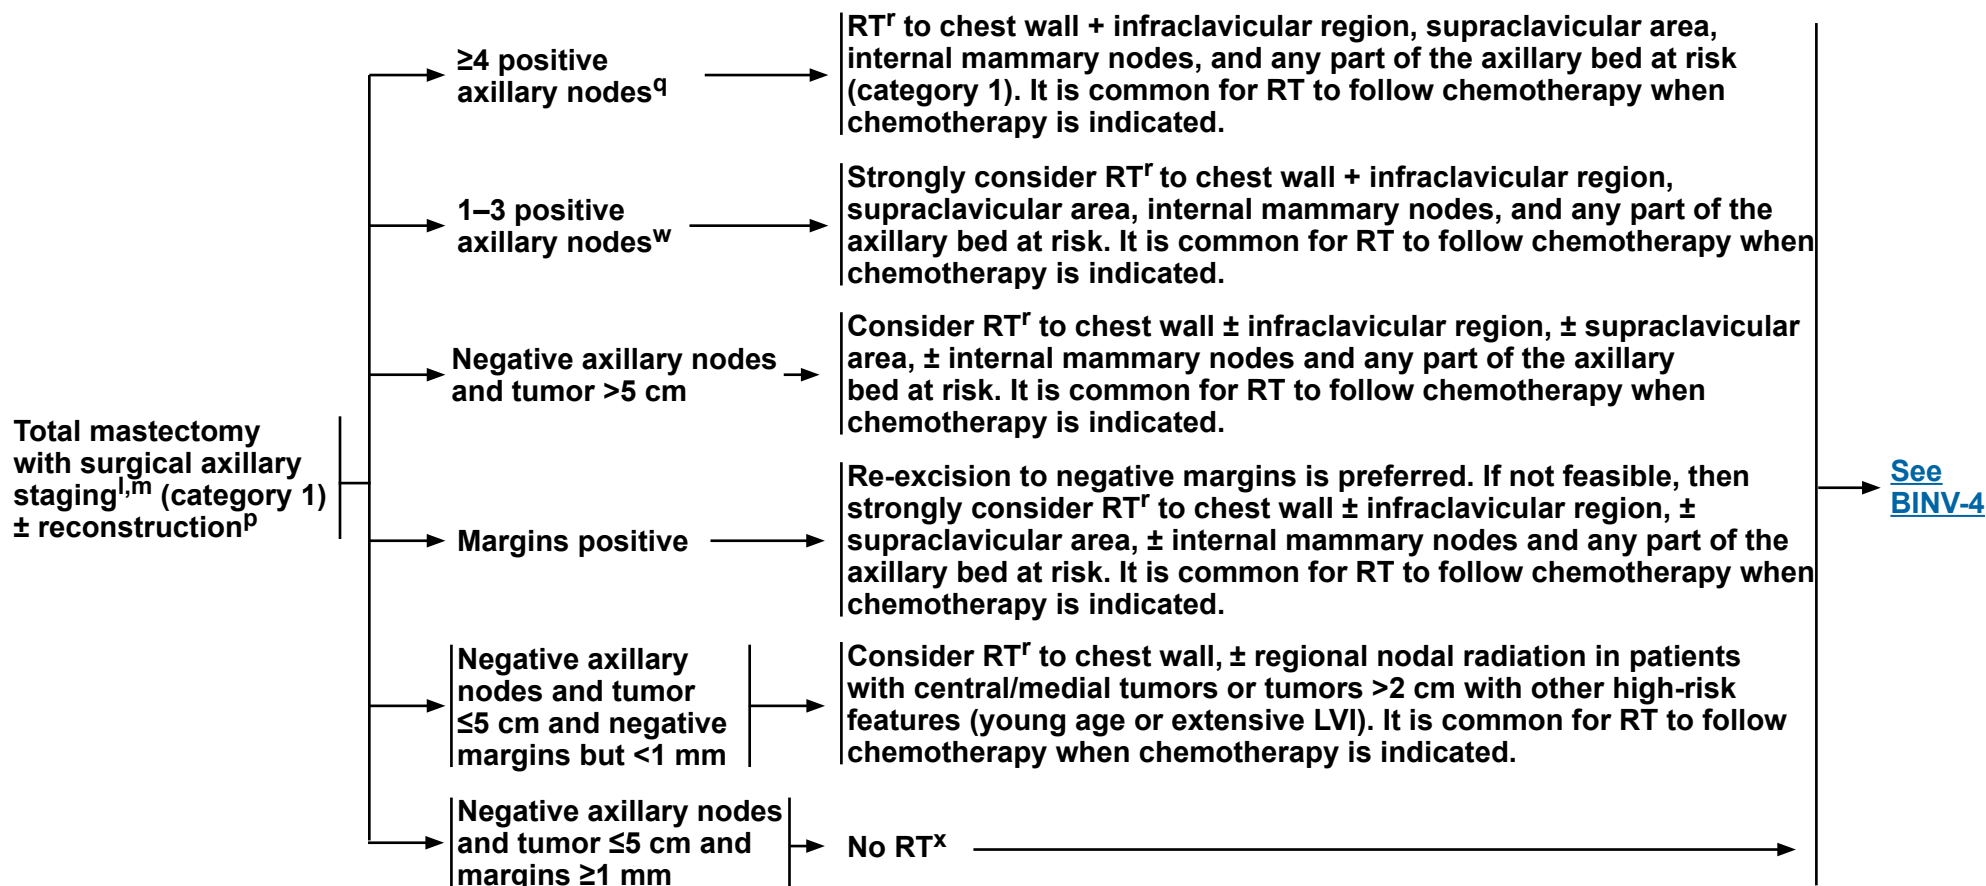 Total mastectomy
with surgical axillary
staging^l,m (category 1)
± reconstruction^p
≥4 positive
axillary nodes^q
RT^r to chest wall + infraclavicular region, supraclavicular area,
internal mammary nodes, and any part of the axillary bed at risk
(category 1). It is common for RT to follow chemotherapy when
chemotherapy is indicated.
1–3 positive
axillary nodes^w
Strongly consider RT^r to chest wall + infraclavicular region,
supraclavicular area, internal mammary nodes, and any part of the
axillary bed at risk. It is common for RT to follow chemotherapy when
chemotherapy is indicated.
Negative axillary nodes
and tumor >5 cm
Consider RT^r to chest wall ± infraclavicular region, ± supraclavicular
area, ± internal mammary nodes and any part of the axillary
bed at risk. It is common for RT to follow chemotherapy when
chemotherapy is indicated.
Margins positive
Re-excision to negative margins is preferred. If not feasible, then
strongly consider RT^r to chest wall ± infraclavicular region, ±
supraclavicular area, ± internal mammary nodes and any part of the
axillary bed at risk. It is common for RT to follow chemotherapy when
chemotherapy is indicated.
Negative axillary
nodes and tumor
≤5 cm and negative
margins but <1 mm
Consider RT^r to chest wall, ± regional nodal radiation in patients
with central/medial tumors or tumors >2 cm with other high-risk
features (young age or extensive LVI). It is common for RT to follow
chemotherapy when chemotherapy is indicated.
Negative axillary nodes
and tumor ≤5 cm and
margins ≥1 mm
No RT^x
See
BINV-4